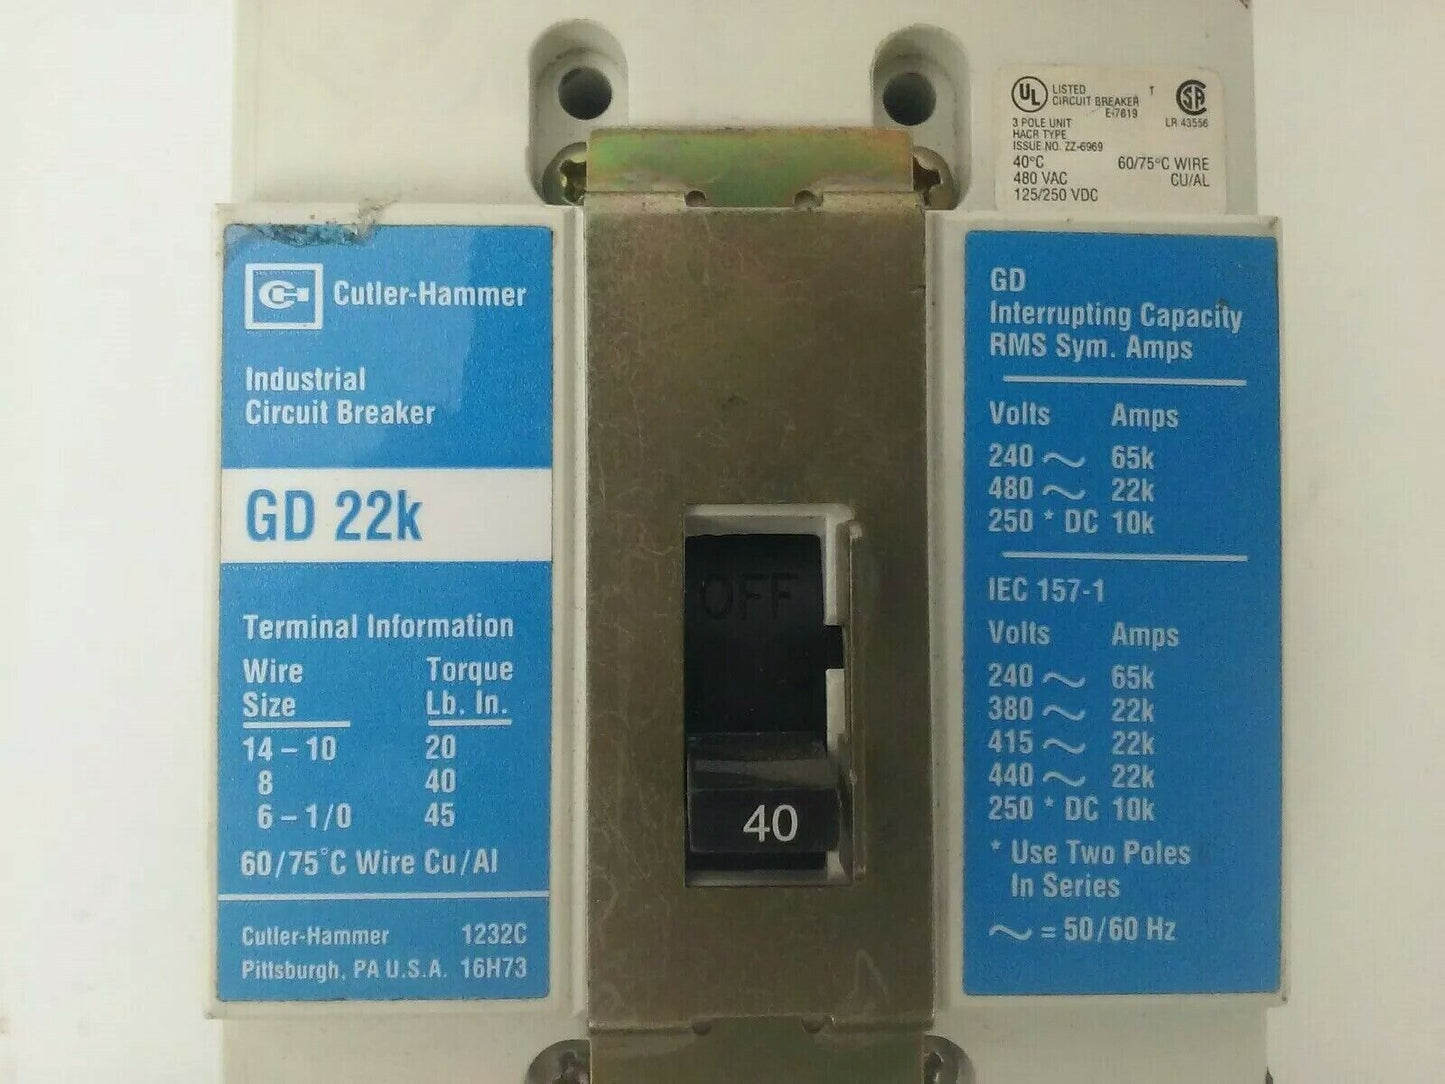 UL LISTED T
CIRCUIT BREAKER
E-7819
3 POLE UNIT LR 43556
HACR TYPE
ISSUE NO. ZZ-6969
40°C 60/75°C WIRE
480 VAC CU/AL
125/250 VDC
Cutler-Hammer
Industrial
Circuit Breaker
GD 22k
Terminal Information
Wire Torque
Size Lb. In.
14 – 10 20
8 40
6 – 1/0 45
60/75°C Wire Cu/Al
Cutler-Hammer 1232C
Pittsburgh, PA U.S.A. 16H73
OFF
40
GD
Interrupting Capacity
RMS Sym. Amps
Volts Amps
240 ~ 65k
480 ~ 22k
250 * DC 10k
IEC 157-1
Volts Amps
240 ~ 65k
380 ~ 22k
415 ~ 22k
440 ~ 22k
250 * DC 10k
* Use Two Poles
In Series
~ = 50/60 Hz